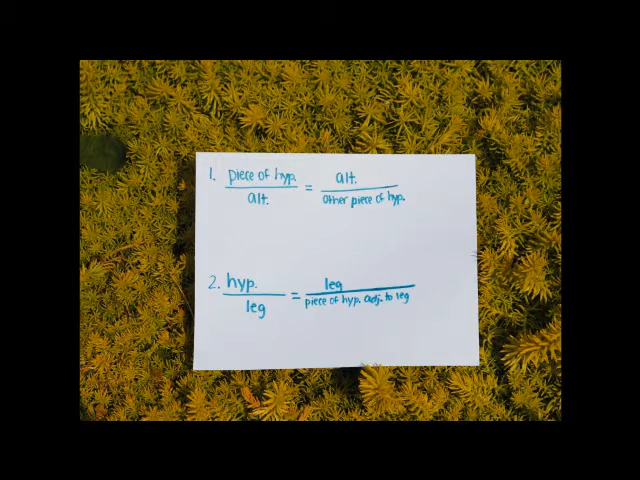 1. piece of hyp. = alt.
alt. other piece of hyp.
2. hyp. = leg
leg piece of hyp. adj. to leg